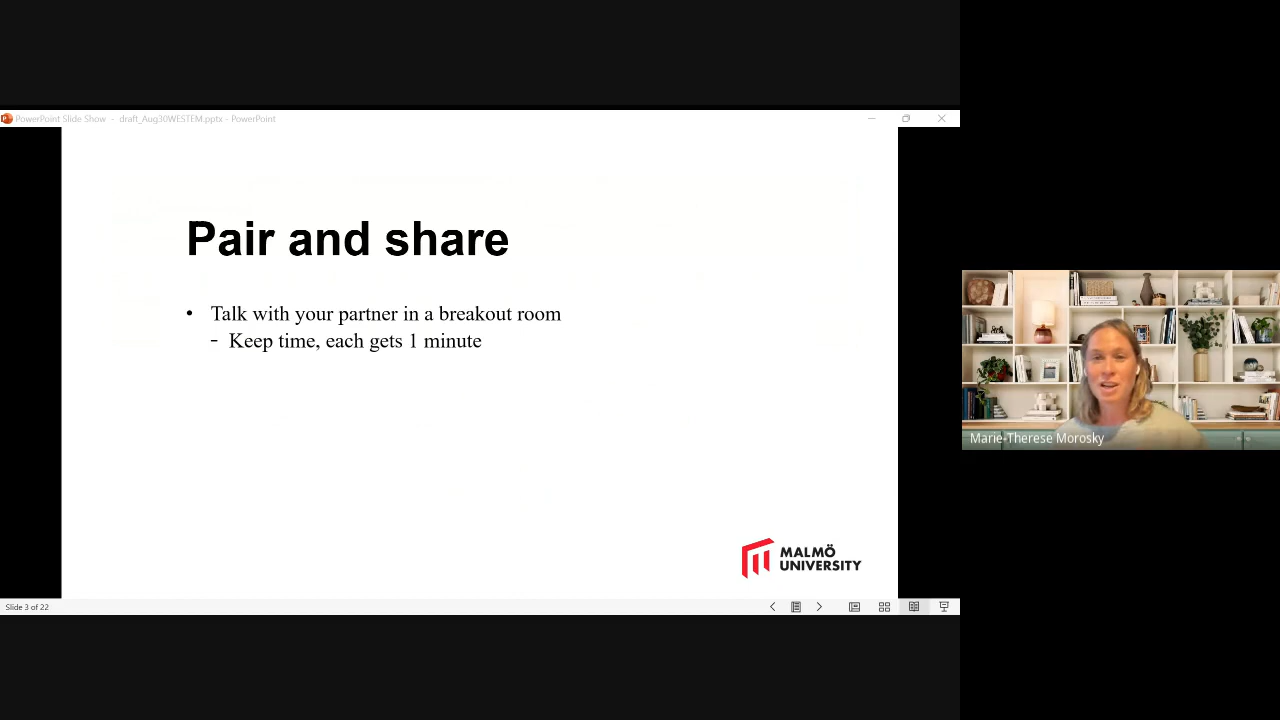 PowerPoint Slide Show - draft_Aug30WESTEM.pptx - PowerPoint
Pair and share
• Talk with your partner in a breakout room
- Keep time, each gets 1 minute
MALMÖ
UNIVERSITY
Slide 3 of 22
Marie-Therese Morosky